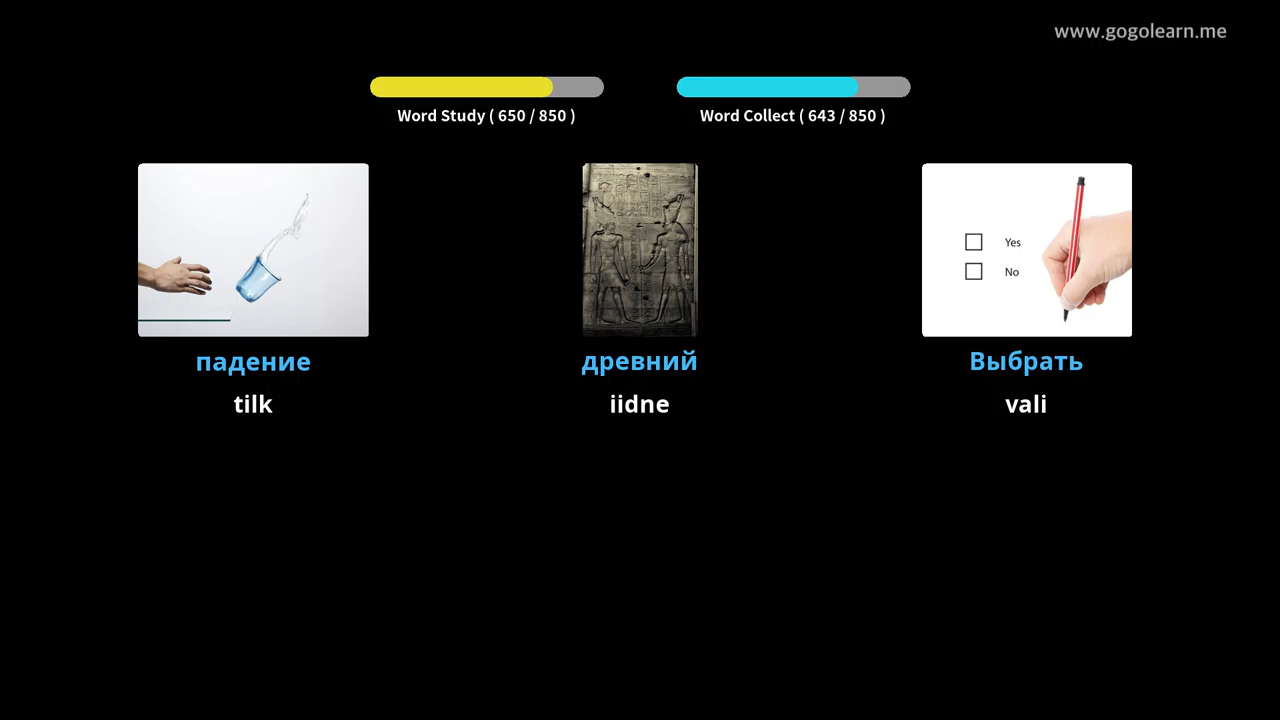 www.gogolearn.me
Word Study ( 650 / 850 )
Word Collect ( 643 / 850 )
Yes
No
падение
древний
Выбрать
tilk
iidne
vali